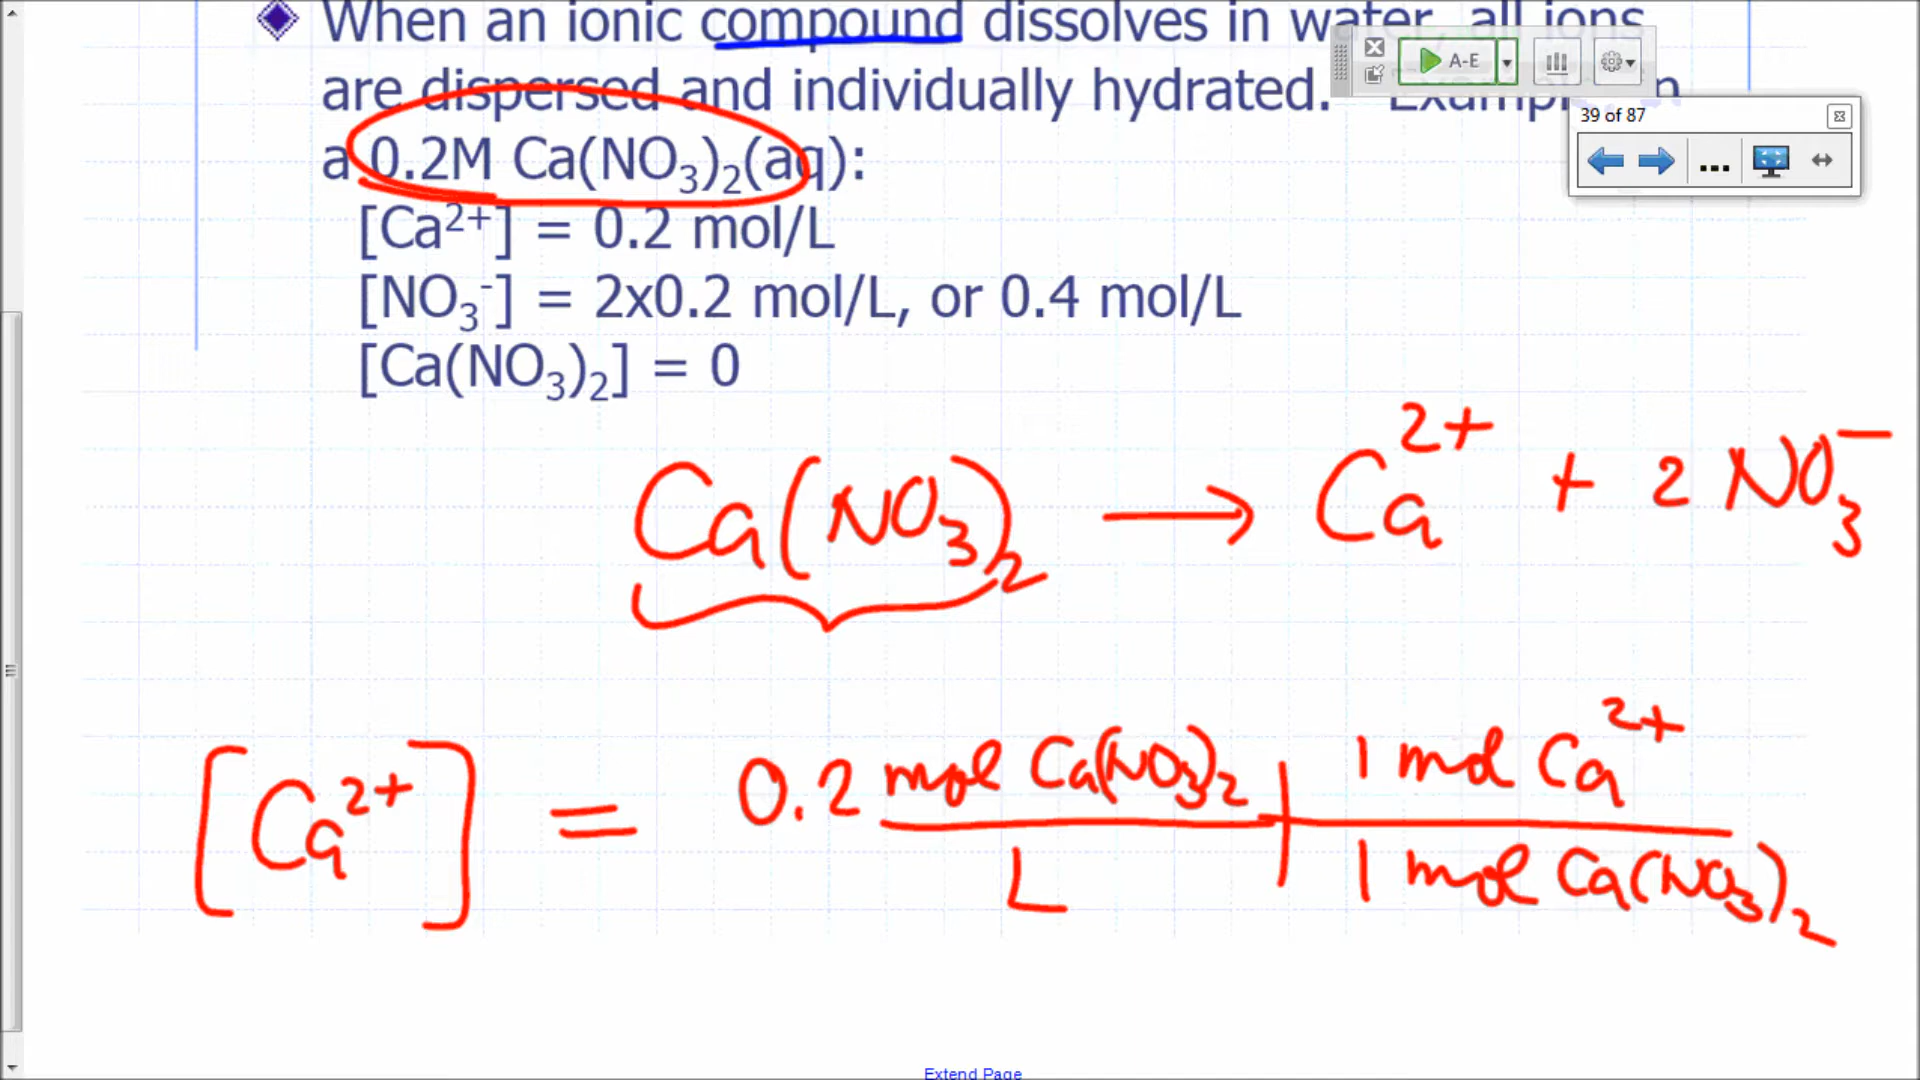 When an ionic compound dissolves in water, all ions
are dispersed and individually hydrated. Example, in
a 0.2M Ca(NO₃)₂(aq):
[Ca²⁺] = 0.2 mol/L
[NO₃⁻] = 2x0.2 mol/L, or 0.4 mol/L
[Ca(NO₃)₂] = 0
A-E
39 of 87
...
Ca(NO₃)₂ → Ca²⁺ + 2 NO₃⁻
[Ca²⁺] = 0.2 mol Ca(NO₃)₂ | 1 mol Ca²⁺
L | 1 mol Ca(NO₃)₂
Extend Page